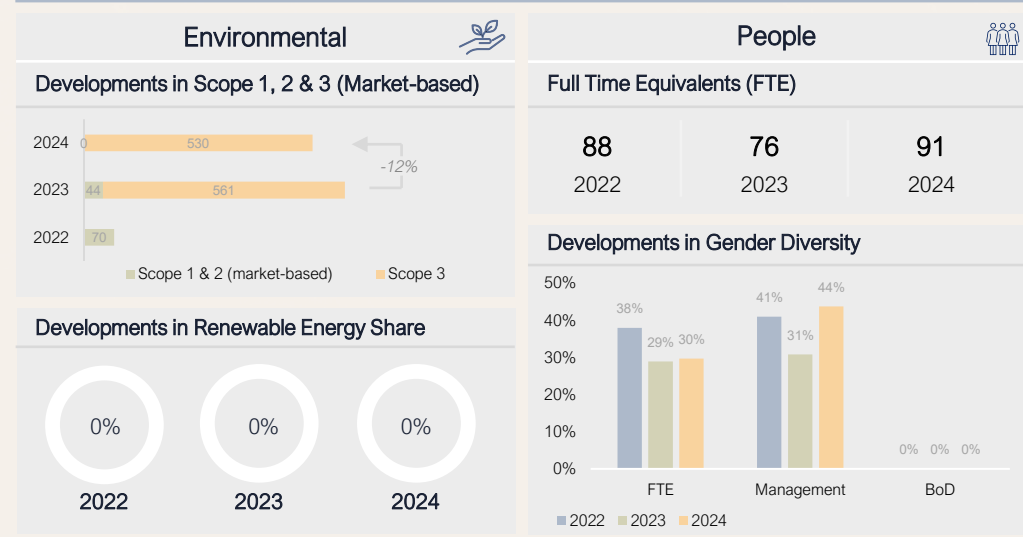 Environmental
Developments in Scope 1, 2 & 3 (Market-based)
2024 0 530
-12%
2023 44 561
2022 70
Scope 1 & 2 (market-based) Scope 3
Developments in Renewable Energy Share
0% 0% 0%
2022 2023 2024
People
Full Time Equivalents (FTE)
88 76 91
2022 2023 2024
Developments in Gender Diversity
50%
40%
30%
20%
10%
0%
38% 29% 30%
41% 31% 44%
0% 0% 0%
FTE Management BoD
2022 2023 2024